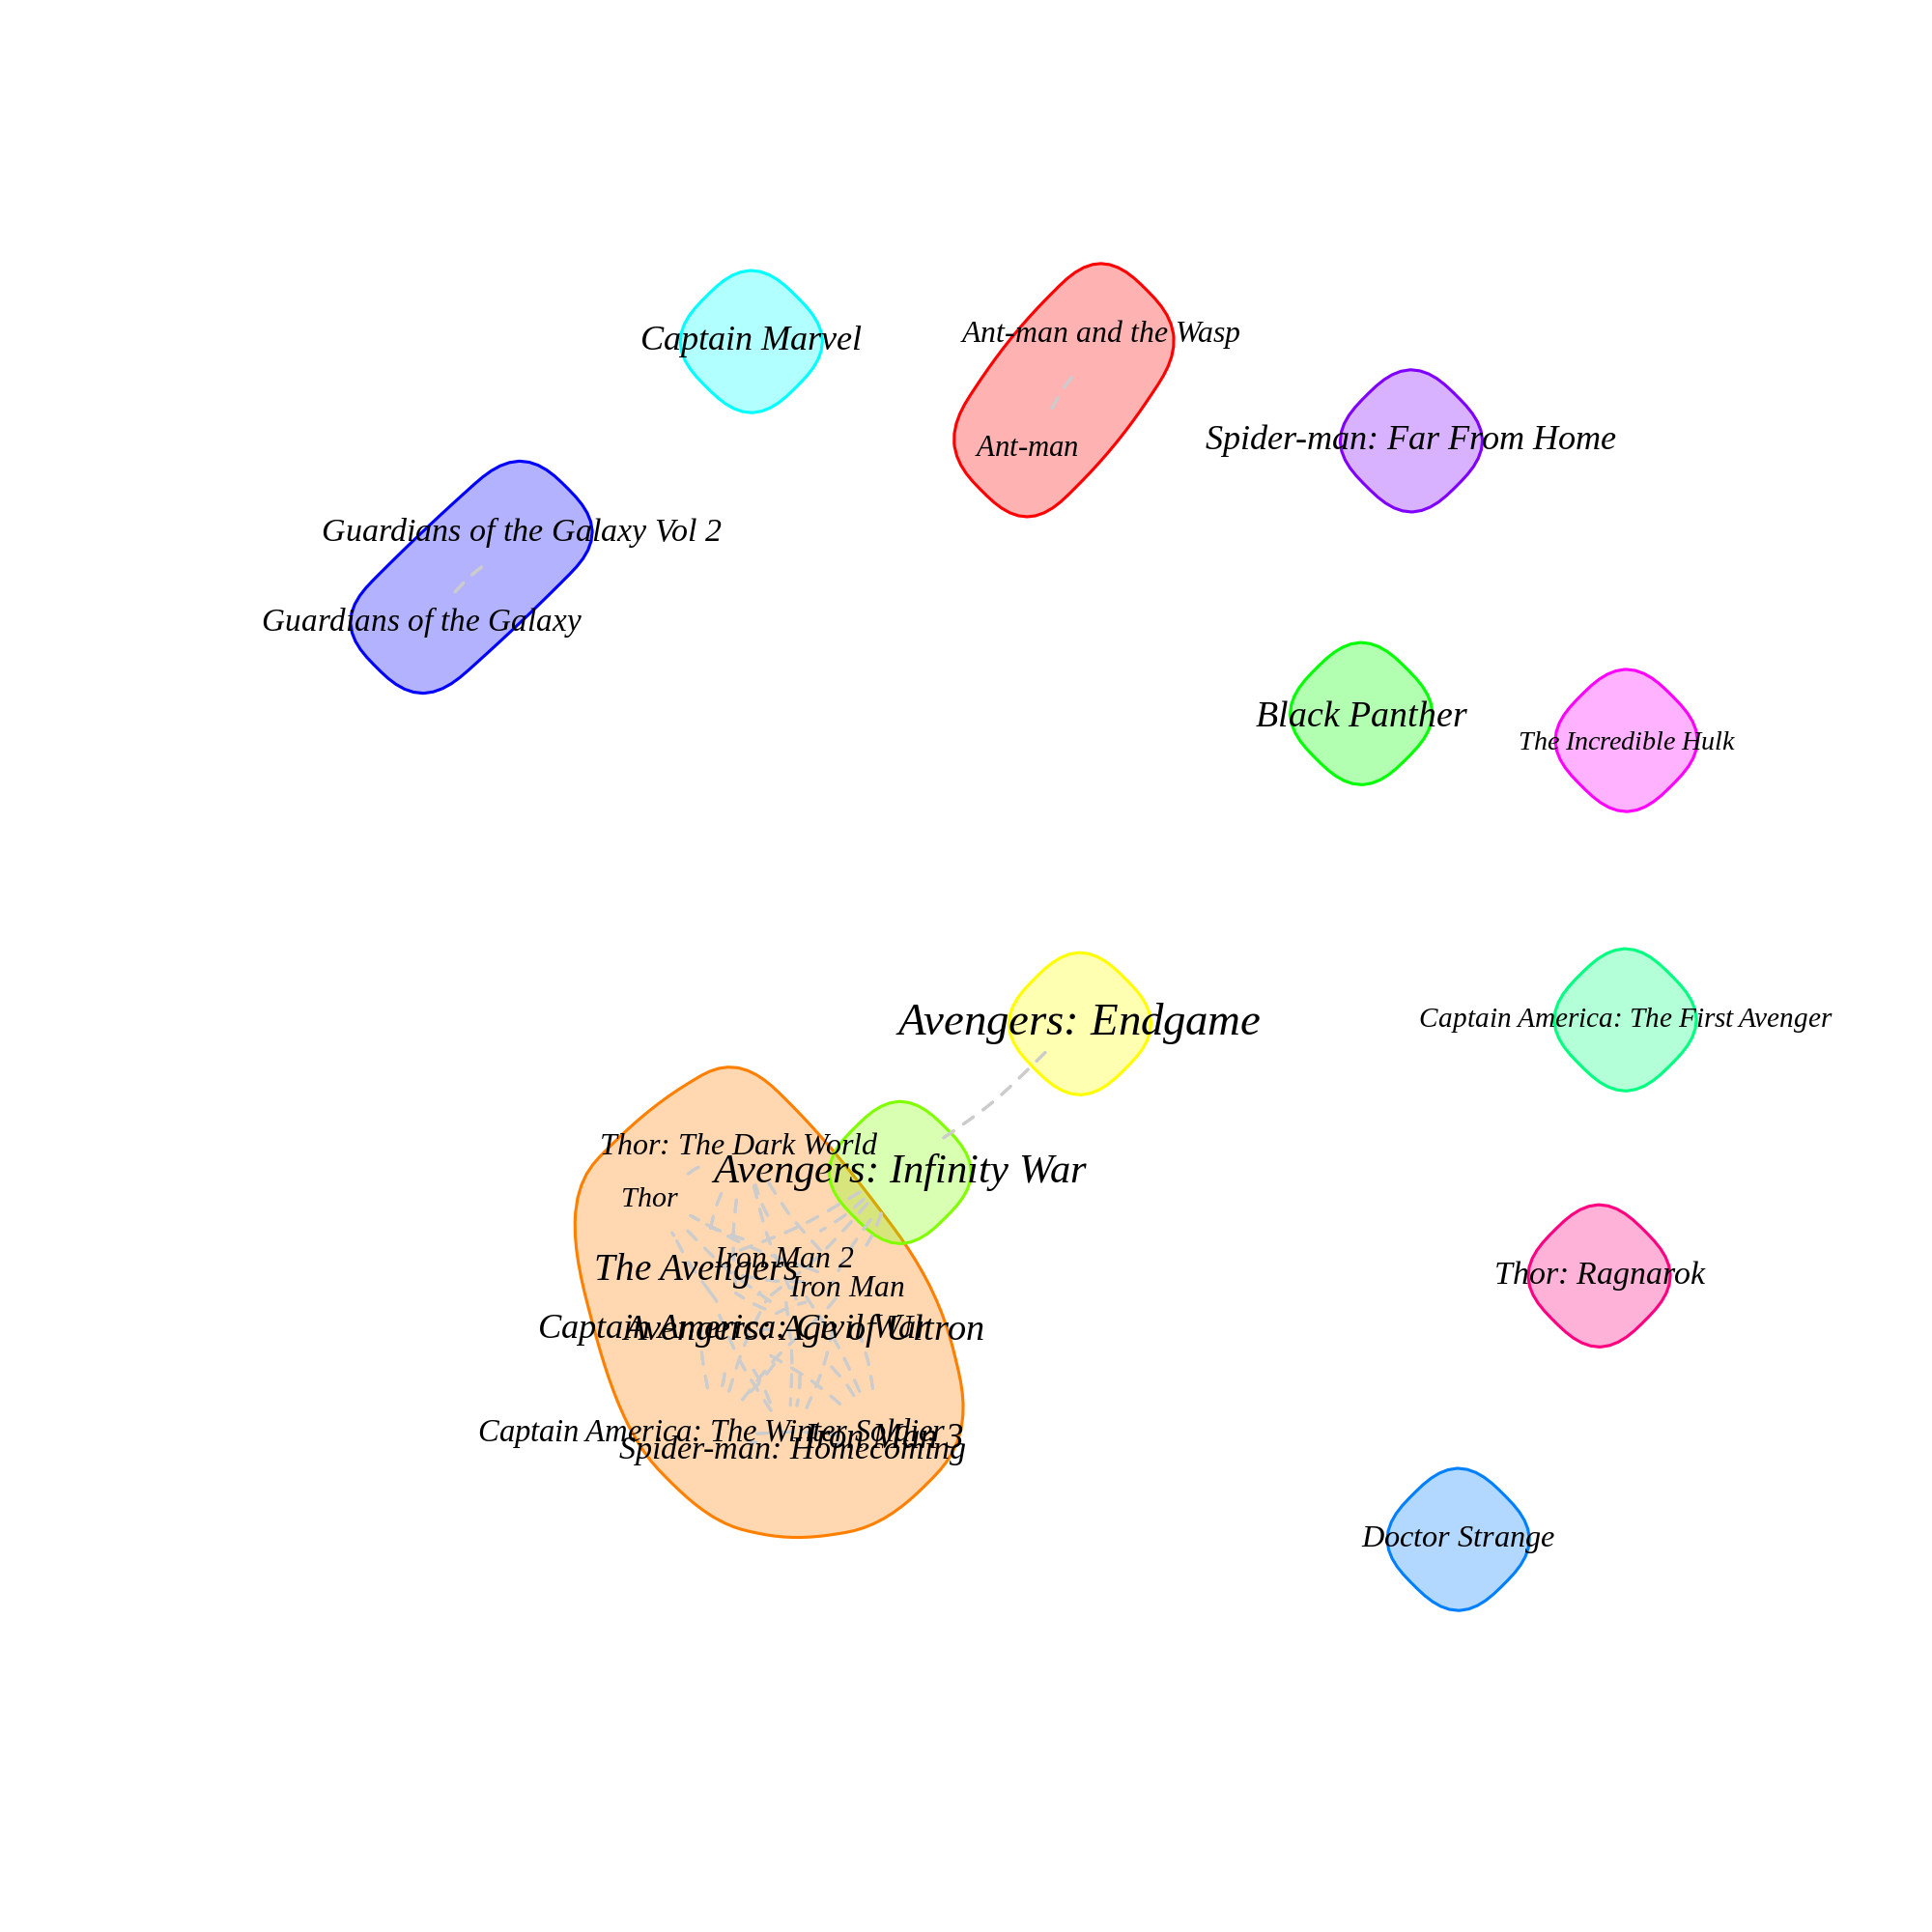 Captain Marvel
Ant-man and the Wasp
Spider-man: Far From Home
Ant-man
Guardians of the Galaxy Vol 2
Guardians of the Galaxy
Black Panther
The Incredible Hulk
Avengers: Endgame
Captain America: The First Avenger
Thor: The Dark World
Avengers: Infinity War
Thor
Iron Man 2
The Avengers
Thor: Ragnarok
Iron Man
Captain America: Civil War
Avengers: Age of Ultron
Captain America: The Winter Soldier
Iron Man 3
Spider-man: Homecoming
Doctor Strange